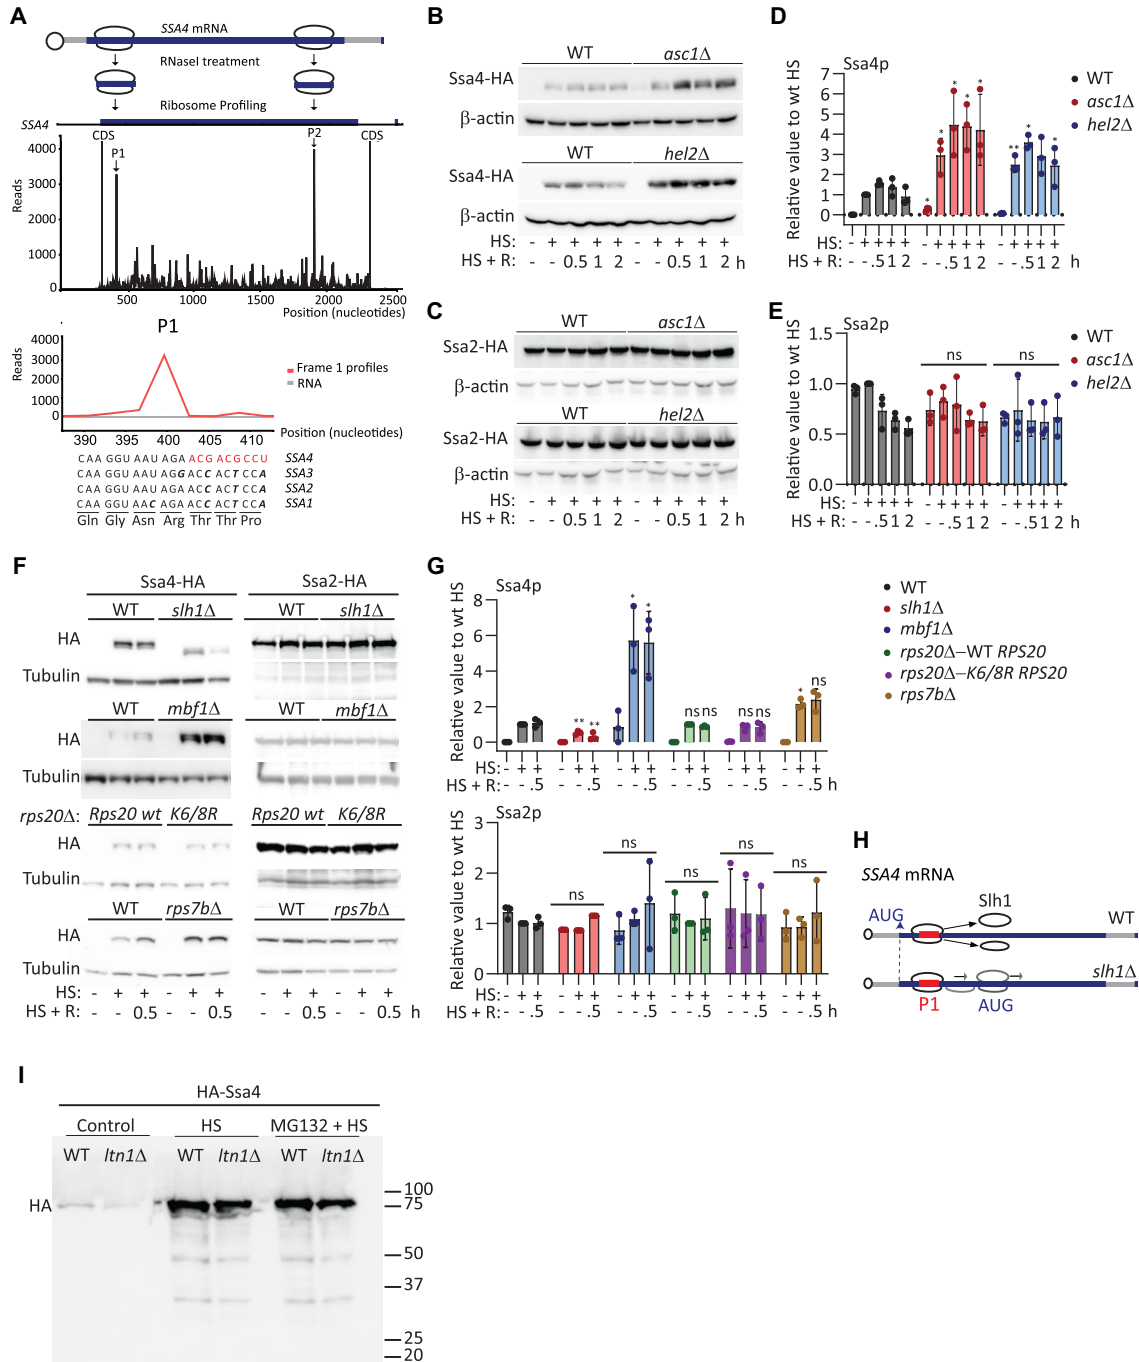 A
SSA4 mRNA
RNaseI treatment
Ribosome Profiling
SSA4
CDS
P2
CDS
P1
4000
3000
2000
1000
0
Reads
500
1000
1500
2000
2500
Position (nucleotides)
P1
4000
3000
2000
1000
0
Reads
Frame 1 profiles
RNA
390 395 400 405 410
Position (nucleotides)
CAA GGU AAU AGA ACG ACG CCU SSA4
CAA GGU AAU AGG ACC ACT CCA SSA3
CAA GGU AAU AGA ACC ACT CCA SSA2
CAA GGU AAC AGA ACC ACT CCA SSA1
Gln Gly Asn Arg Thr Thr Pro
B
WT asc1Δ
Ssa4-HA
β-actin
WT hel2Δ
Ssa4-HA
β-actin
HS: - + + + + - + + + +
HS + R: - - 0.5 1 2 - - 0.5 1 2 h
C
WT asc1Δ
Ssa2-HA
β-actin
WT hel2Δ
Ssa2-HA
β-actin
HS: - + + + + - + + + +
HS + R: - - 0.5 1 2 - - 0.5 1 2 h
D
Ssa4p
Relative value to wt HS
7
6
5
4
3
2
1
0
* * * * * ** * *
WT
asc1Δ
hel2Δ
HS: - + + + + - + + + + - + + + +
HS + R: - - .5 1 2 - - .5 1 2 - - .5 1 2 h
E
Ssa2p
Relative value to wt HS
1.5
1.0
0.5
0.0
ns ns
WT
asc1Δ
hel2Δ
HS: - + + + + - + + + + - + + + +
HS + R: - - .5 1 2 - - .5 1 2 - - .5 1 2 h
F
Ssa4-HA Ssa2-HA
WT slh1Δ WT slh1Δ
HA
Tubulin
WT mbf1Δ WT mbf1Δ
HA
Tubulin
rps20Δ: Rps20 wt K6/8R Rps20 wt K6/8R
HA
Tubulin
WT rps7bΔ WT rps7bΔ
HA
Tubulin
HS: - + + - + + - + + - + +
HS + R: - - 0.5 - - 0.5 - - 0.5 - - 0.5 h
G
Ssa4p
Relative value to wt HS
8
6
4
2
0
** ** * * ns ns ns ns * ns
HS: - + + - + + - + + - + + - + + - + +
HS + R: - - .5 - - .5 - - .5 - - .5 - - .5 - - .5 h
WT
slh1Δ
mbf1Δ
rps20Δ–WT RPS20
rps20Δ–K6/8R RPS20
rps7bΔ
Ssa2p
Relative value to wt HS
3
2
1
0
ns ns ns ns ns
HS: - + + - + + - + + - + + - + + - + +
HS + R: - - .5 - - .5 - - .5 - - .5 - - .5 - - .5 h
H
SSA4 mRNA
Slh1
AUG
WT
slh1Δ
P1
AUG
I
HA-Ssa4
Control HS MG132 + HS
WT ltn1Δ WT ltn1Δ WT ltn1Δ
HA
100
75
50
37
25
20